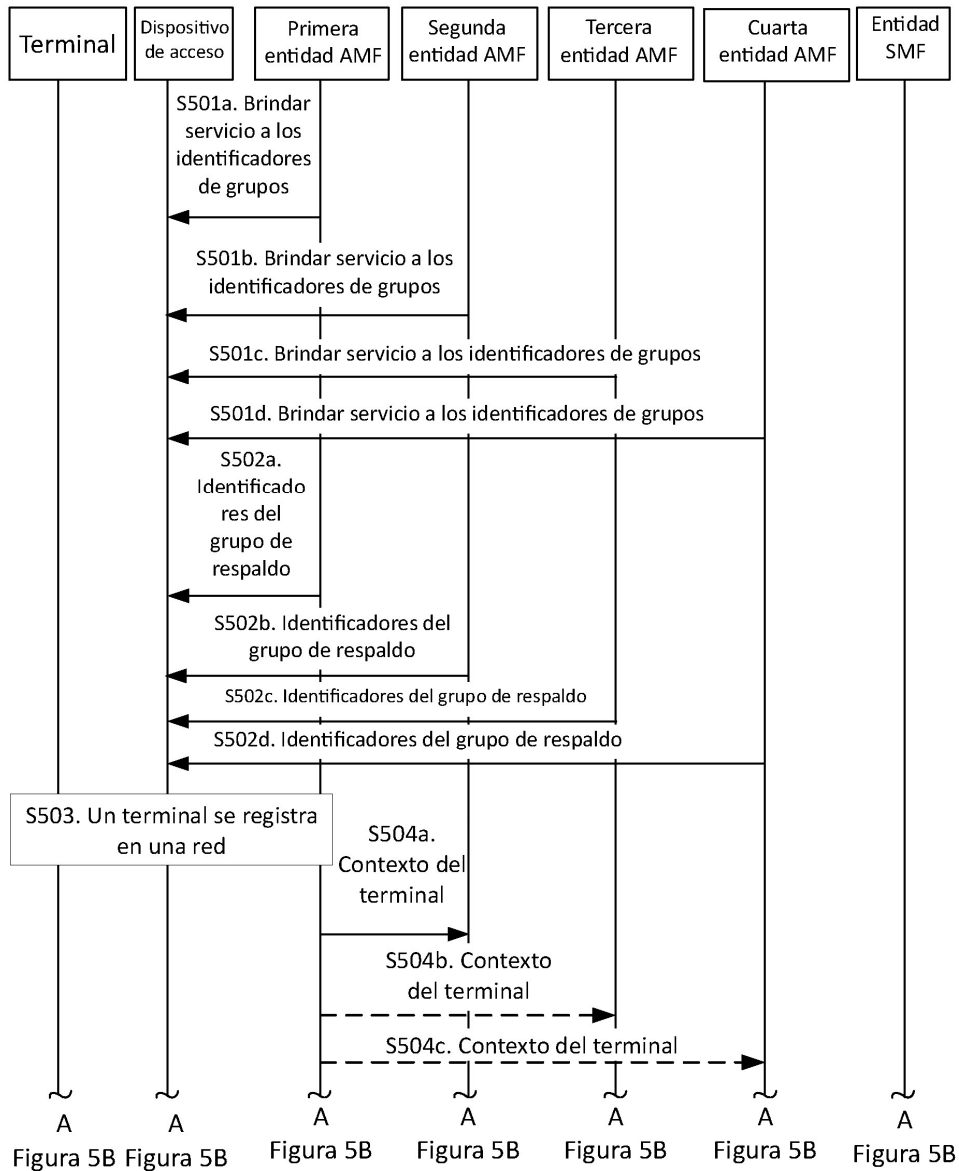 Terminal
Dispositivo
de acceso
Primera
entidad AMF
Segunda
entidad AMF
Tercera
entidad AMF
Cuarta
entidad AMF
Entidad
SMF
S501a. Brindar
servicio a los
identificadores
de grupos
S501b. Brindar servicio a los
identificadores de grupos
S501c. Brindar servicio a los identificadores de grupos
S501d. Brindar servicio a los identificadores de grupos
S502a.
Identificado
res del
grupo de
respaldo
S502b. Identificadores del
grupo de respaldo
S502c. Identificadores del grupo de respaldo
S502d. Identificadores del grupo de respaldo
S503. Un terminal se registra
en una red
S504a.
Contexto del
terminal
S504b. Contexto
del terminal
S504c. Contexto del terminal
A
Figura 5B
A
Figura 5B
A
Figura 5B
A
Figura 5B
A
Figura 5B
A
Figura 5B
A
Figura 5B